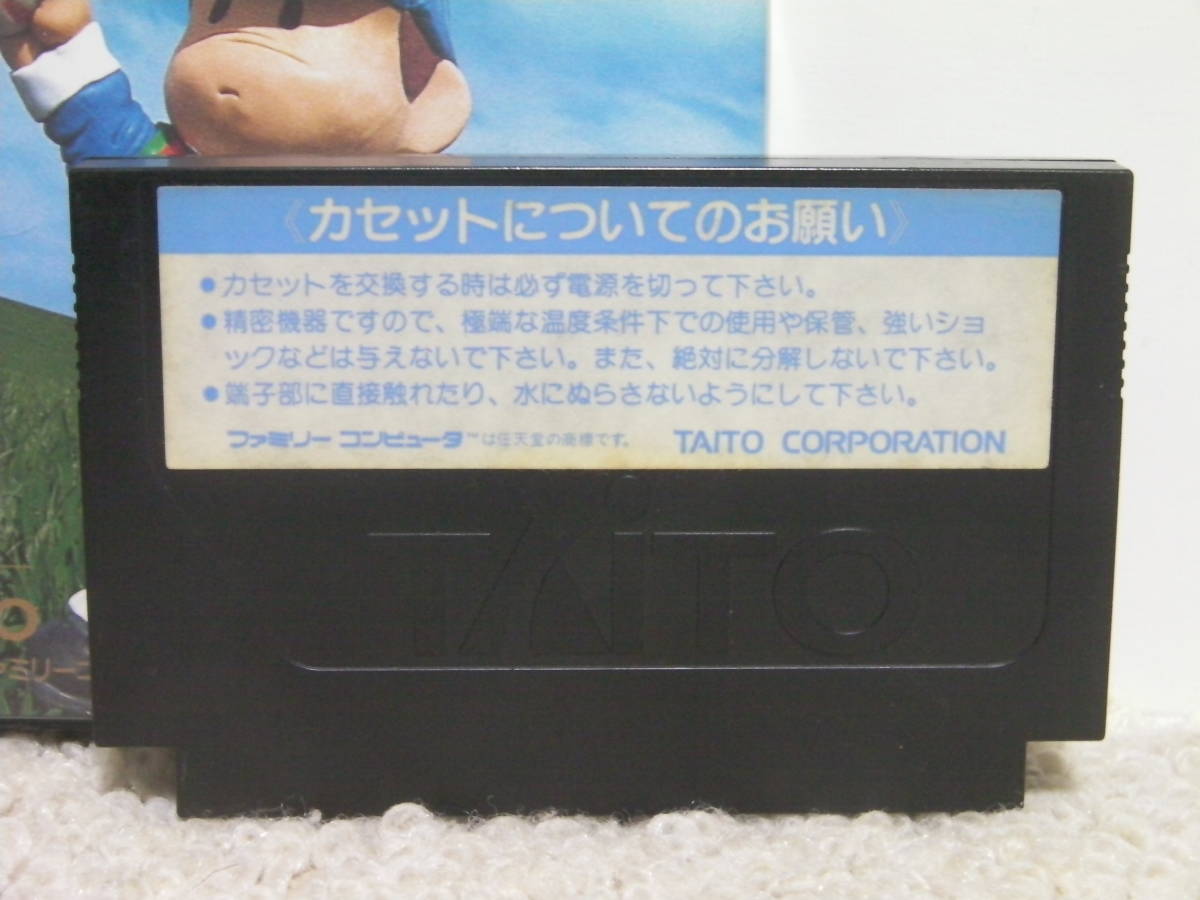 《カセットについてのお願い》
●カセットを交換する時は必ず電源を切って下さい。
●精密機器ですので、極端な温度条件下での使用や保管、強いショ
ックなどは与えないで下さい。また、絶対に分解しないで下さい。
●端子部に直接触れたり、水にぬらさないようにして下さい。
ファミリー コンピュータ™は任天堂の商標です。 TAITO CORPORATION
TAITO